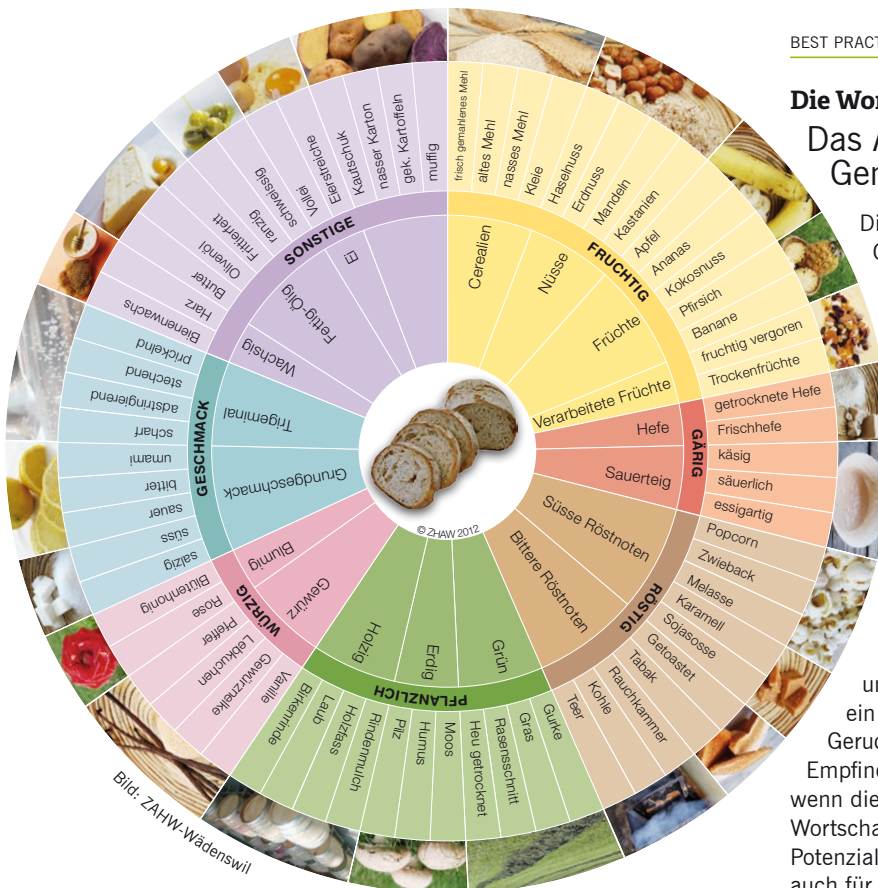 BEST PRACT
Die Wor
Das A
Gen
Di
un
ein
Geruc
Empfind
wenn die
Wortscha
Potenzial
auch für
FRUCHTIG
Cerealien
Nüsse
Früchte
Verarbeitete Früchte
frisch gemahlenes Mehl
altes Mehl
nasses Mehl
Kleie
Haselnuss
Erdnuss
Mandeln
Kastanien
Apfel
Ananas
Kokosnuss
Pfirsich
Banane
fruchtig vergoren
Trockenfrüchte
GÄRIG
Hefe
Sauerteig
getrocknete Hefe
Frischhefe
käsig
säuerlich
essigartig
RÖSTIG
Süsse Röstnoten
Bittere Röstnoten
Popcorn
Zwieback
Melasse
Karamell
Sojasosse
Getoastet
Tabak
Rauchkammer
Kohle
Teer
PFLANZLICH
Grün
Erdig
Holzig
Gurke
Gras
Rasensschnitt
Heu getrocknet
Moos
Humus
Pilz
Rindenmulch
Holzfass
Laub
Birkenrinde
WÜRZIG
Gewürz
Blumig
Vanille
Gewürznelke
Lebkuchen
Pfeffer
Rose
Blütenhonig
GESCHMACK
Grundgeschmack
Trigeminal
salzig
süss
sauer
bitter
umami
scharf
adstringierend
stechend
prickelnd
SONSTIGE
Wachsig
Fettig-Ölig
Ei
Bienenwachs
Harz
Butter
Olivenöl
Frittierfett
ranzig
schweissig
Vollei
Eierstreiche
Kautschuk
nasser Karton
gek. Kartoffeln
muffig
© ZHAW 2012
Bild: ZAHW-Wädenswil